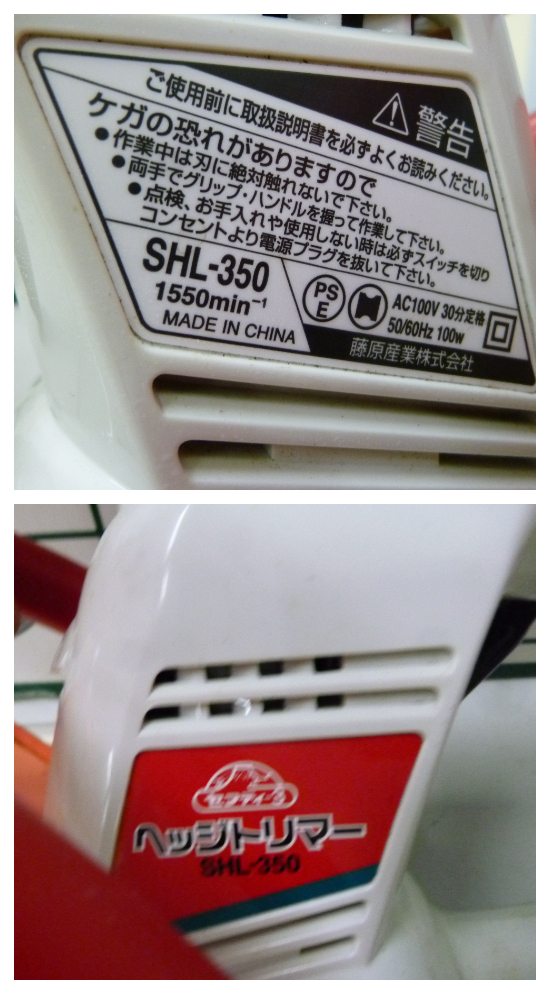 警告
ご使用前に取扱説明書を必ずよくお読みください。
ケガの恐れがありますので
●作業中は刃に絶対触れないで下さい。
●両手でグリップ・ハンドルを握って作業して下さい。
●点検、お手入れや使用しない時は必ずスイッチを切り
コンセントより電源プラグを抜いて下さい。
SHL-350
1550min⁻¹
MADE IN CHINA
PS
E
AC100V 30分定格
50/60Hz 100w
藤原産業株式会社
セフティー3
ヘッジトリマー
SHL-350